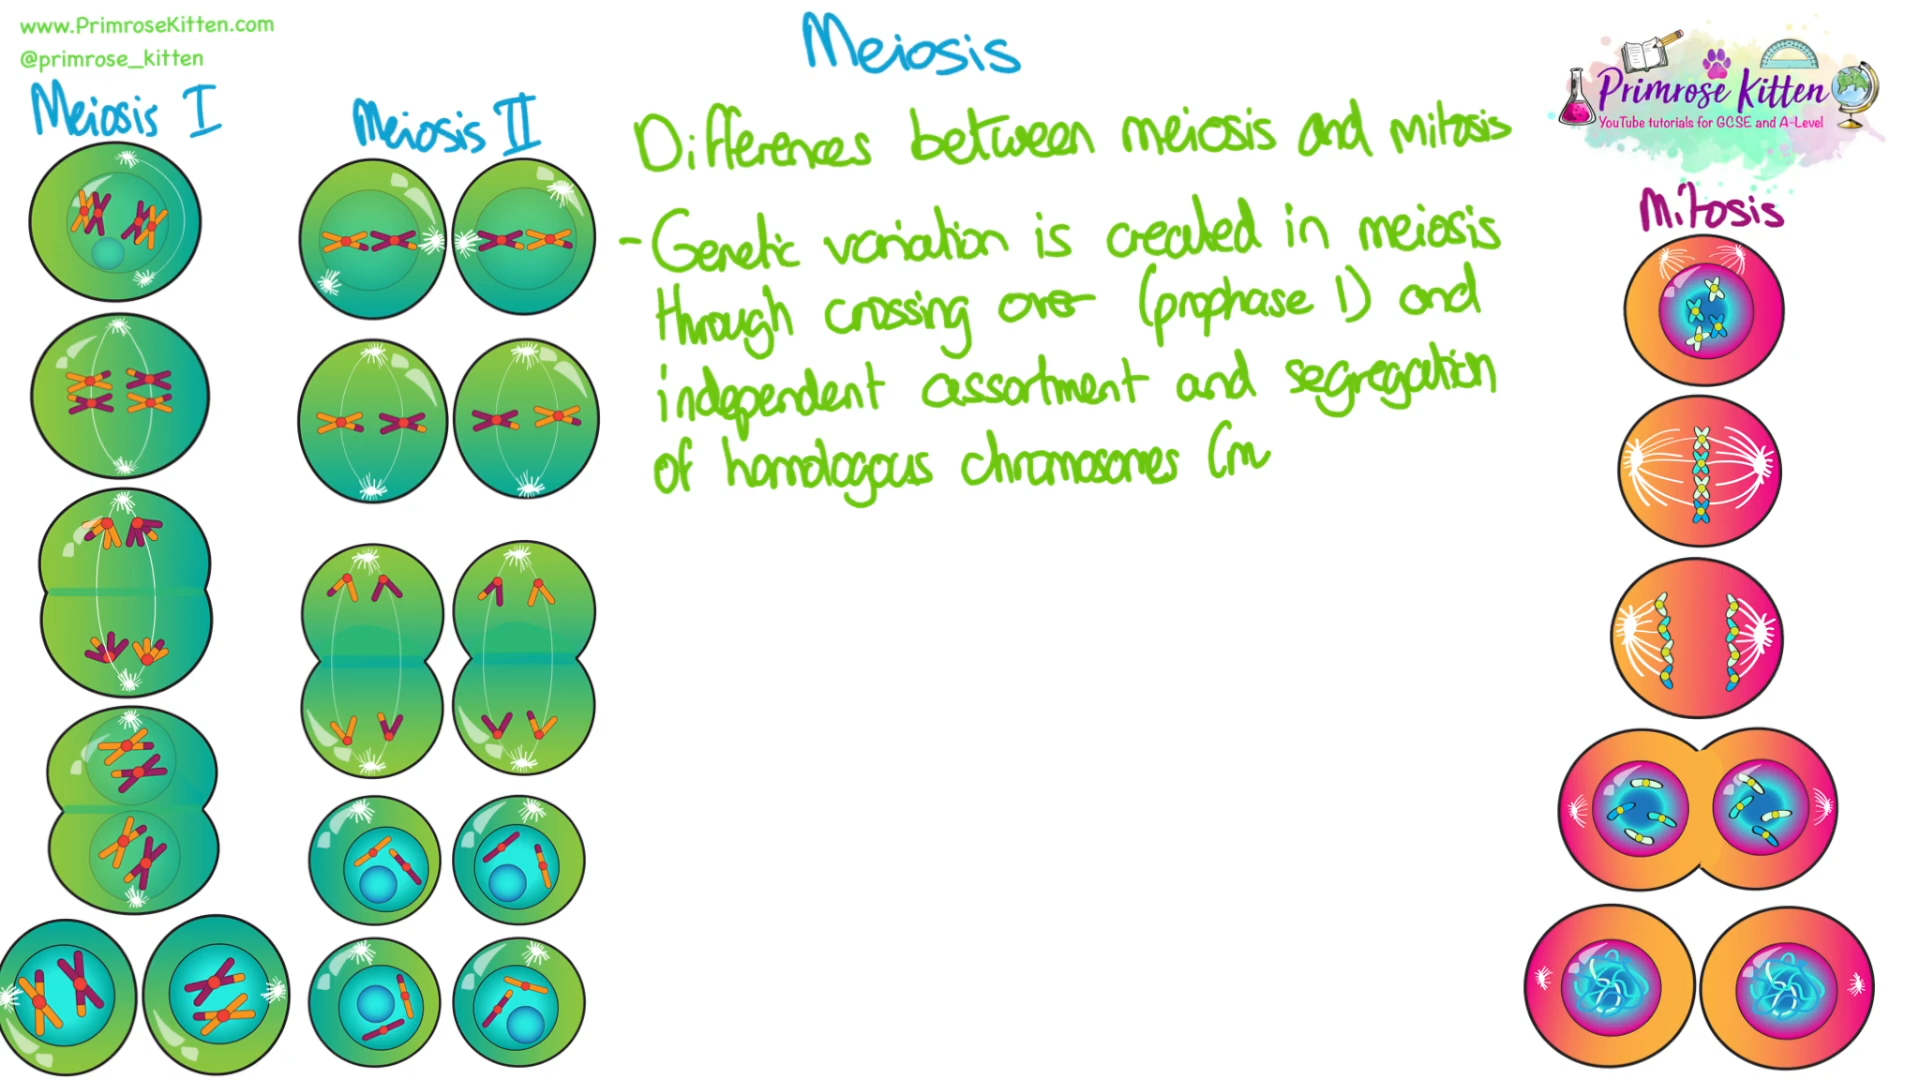 www.PrimroseKitten.com
@primrose_kitten
Meiosis
Primrose Kitten
YouTube tutorials for GCSE and A-Level
Meiosis I
Meiosis II
Differences between meiosis and mitosis
- Genetic variation is created in meiosis
through crossing over (prophase 1) and
independent assortment and segregation
of homologous chromosomes (m
Mitosis